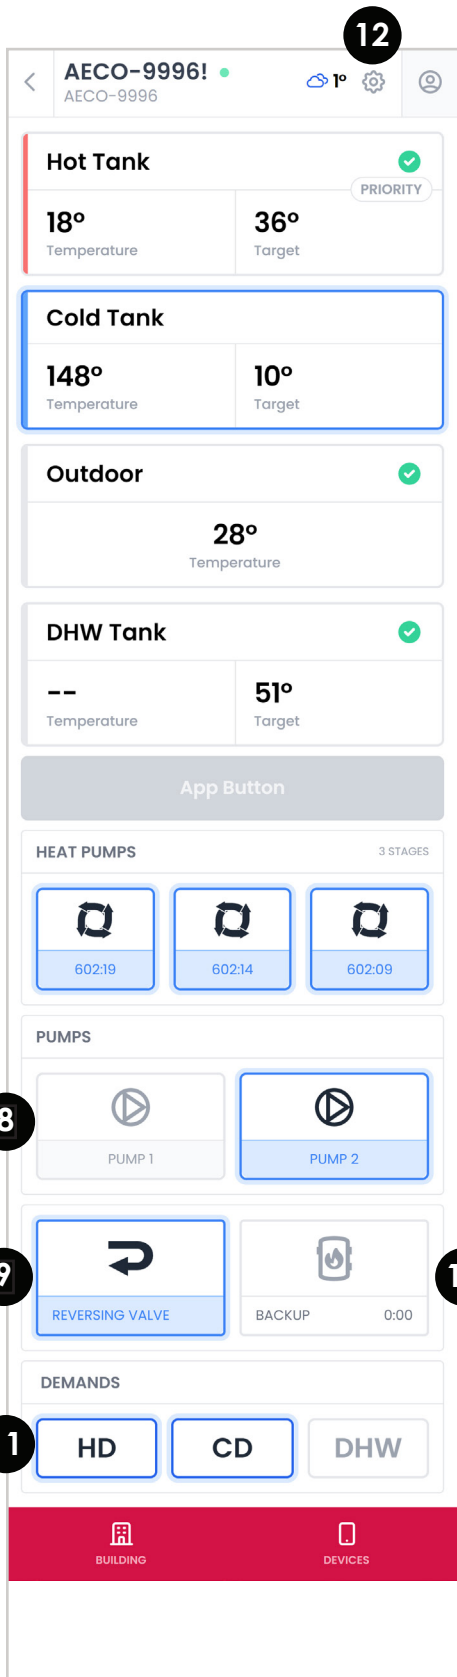 12
AECO-9996!
AECO-9996
1°
Hot Tank
PRIORITY
18° 36°
Temperature Target
Cold Tank
148° 10°
Temperature Target
Outdoor
28°
Temperature
DHW Tank
-- 51°
Temperature Target
App Button
HEAT PUMPS 3 STAGES
602:19 602:14 602:09
PUMPS
8
PUMP 1 PUMP 2
9
1
REVERSING VALVE BACKUP 0:00
DEMANDS
1
HD CD DHW
BUILDING DEVICES